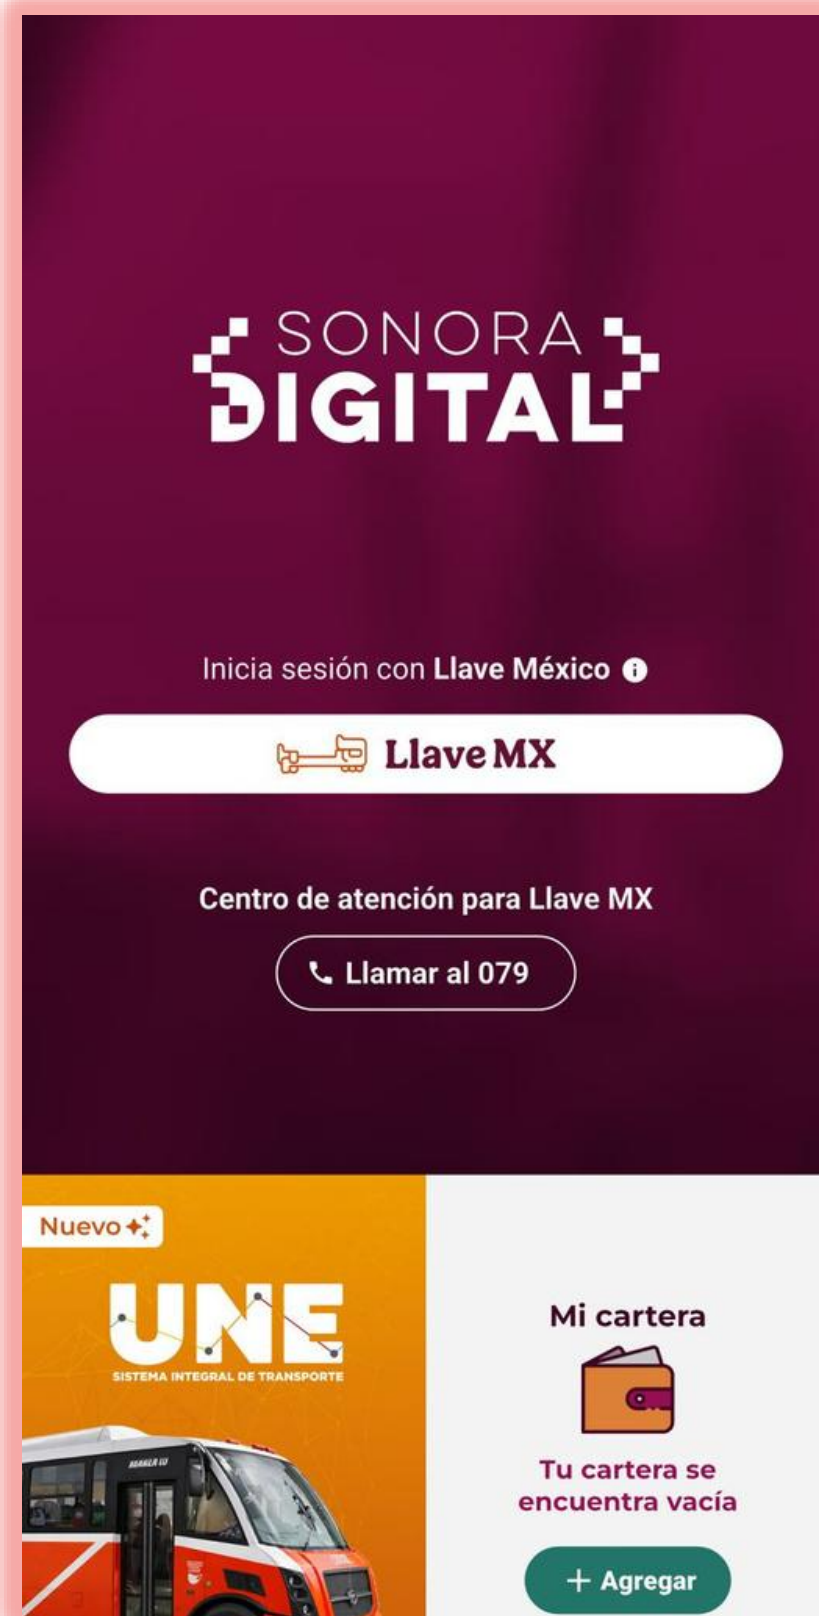 SONORA
DIGITAL
Inicia sesión con Llave México
Llave MX
Centro de atención para Llave MX
Llamar al 079
Nuevo
UNE
SISTEMA INTEGRAL DE TRANSPORTE
Mi cartera
Tu cartera se
encuentra vacía
+ Agregar